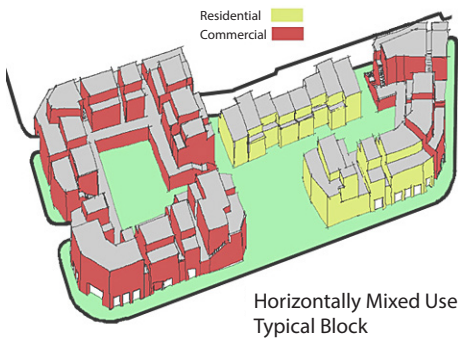 Residential
Commercial
Horizontally Mixed Use
Typical Block